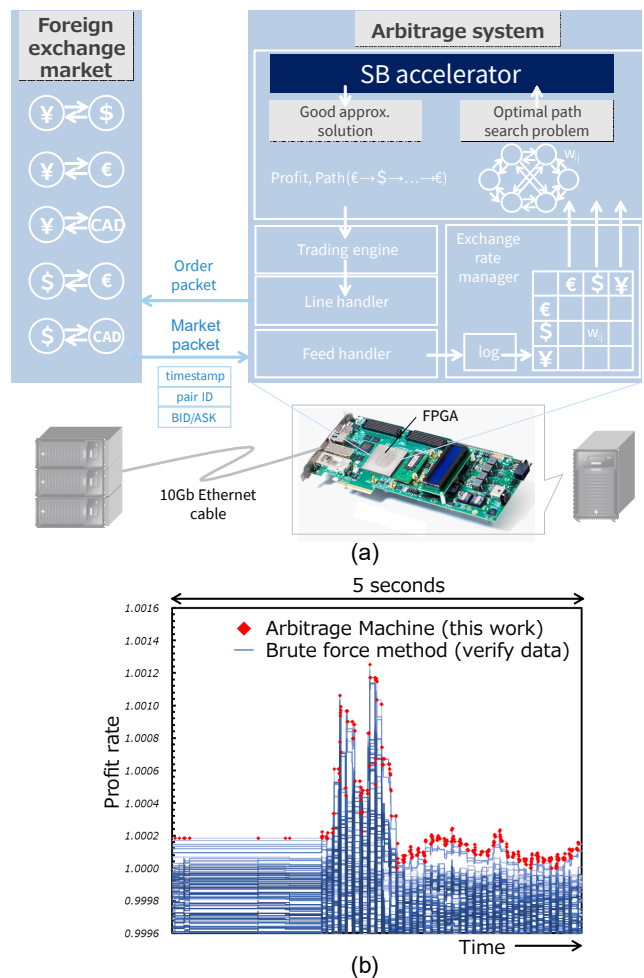 Foreign
exchange
market
¥ $
¥ €
¥ CAD
$ €
$ CAD
Arbitrage system
SB accelerator
Good approx.
solution
Optimal path
search problem
wij
Profit, Path(€→$→…→€)
Trading engine
Line handler
Feed handler
Exchange
rate
manager
€ $ ¥
€
$ wij
¥
log
Order
packet
Market
packet
timestamp
pair ID
BID/ASK
FPGA
10Gb Ethernet
cable
(a)
5 seconds
1.0016
1.0014
1.0012
1.0010
1.0008
1.0006
1.0004
1.0002
1.0000
0.9998
0.9996
Profit rate
Arbitrage Machine (this work)
Brute force method (verify data)
Time
(b)